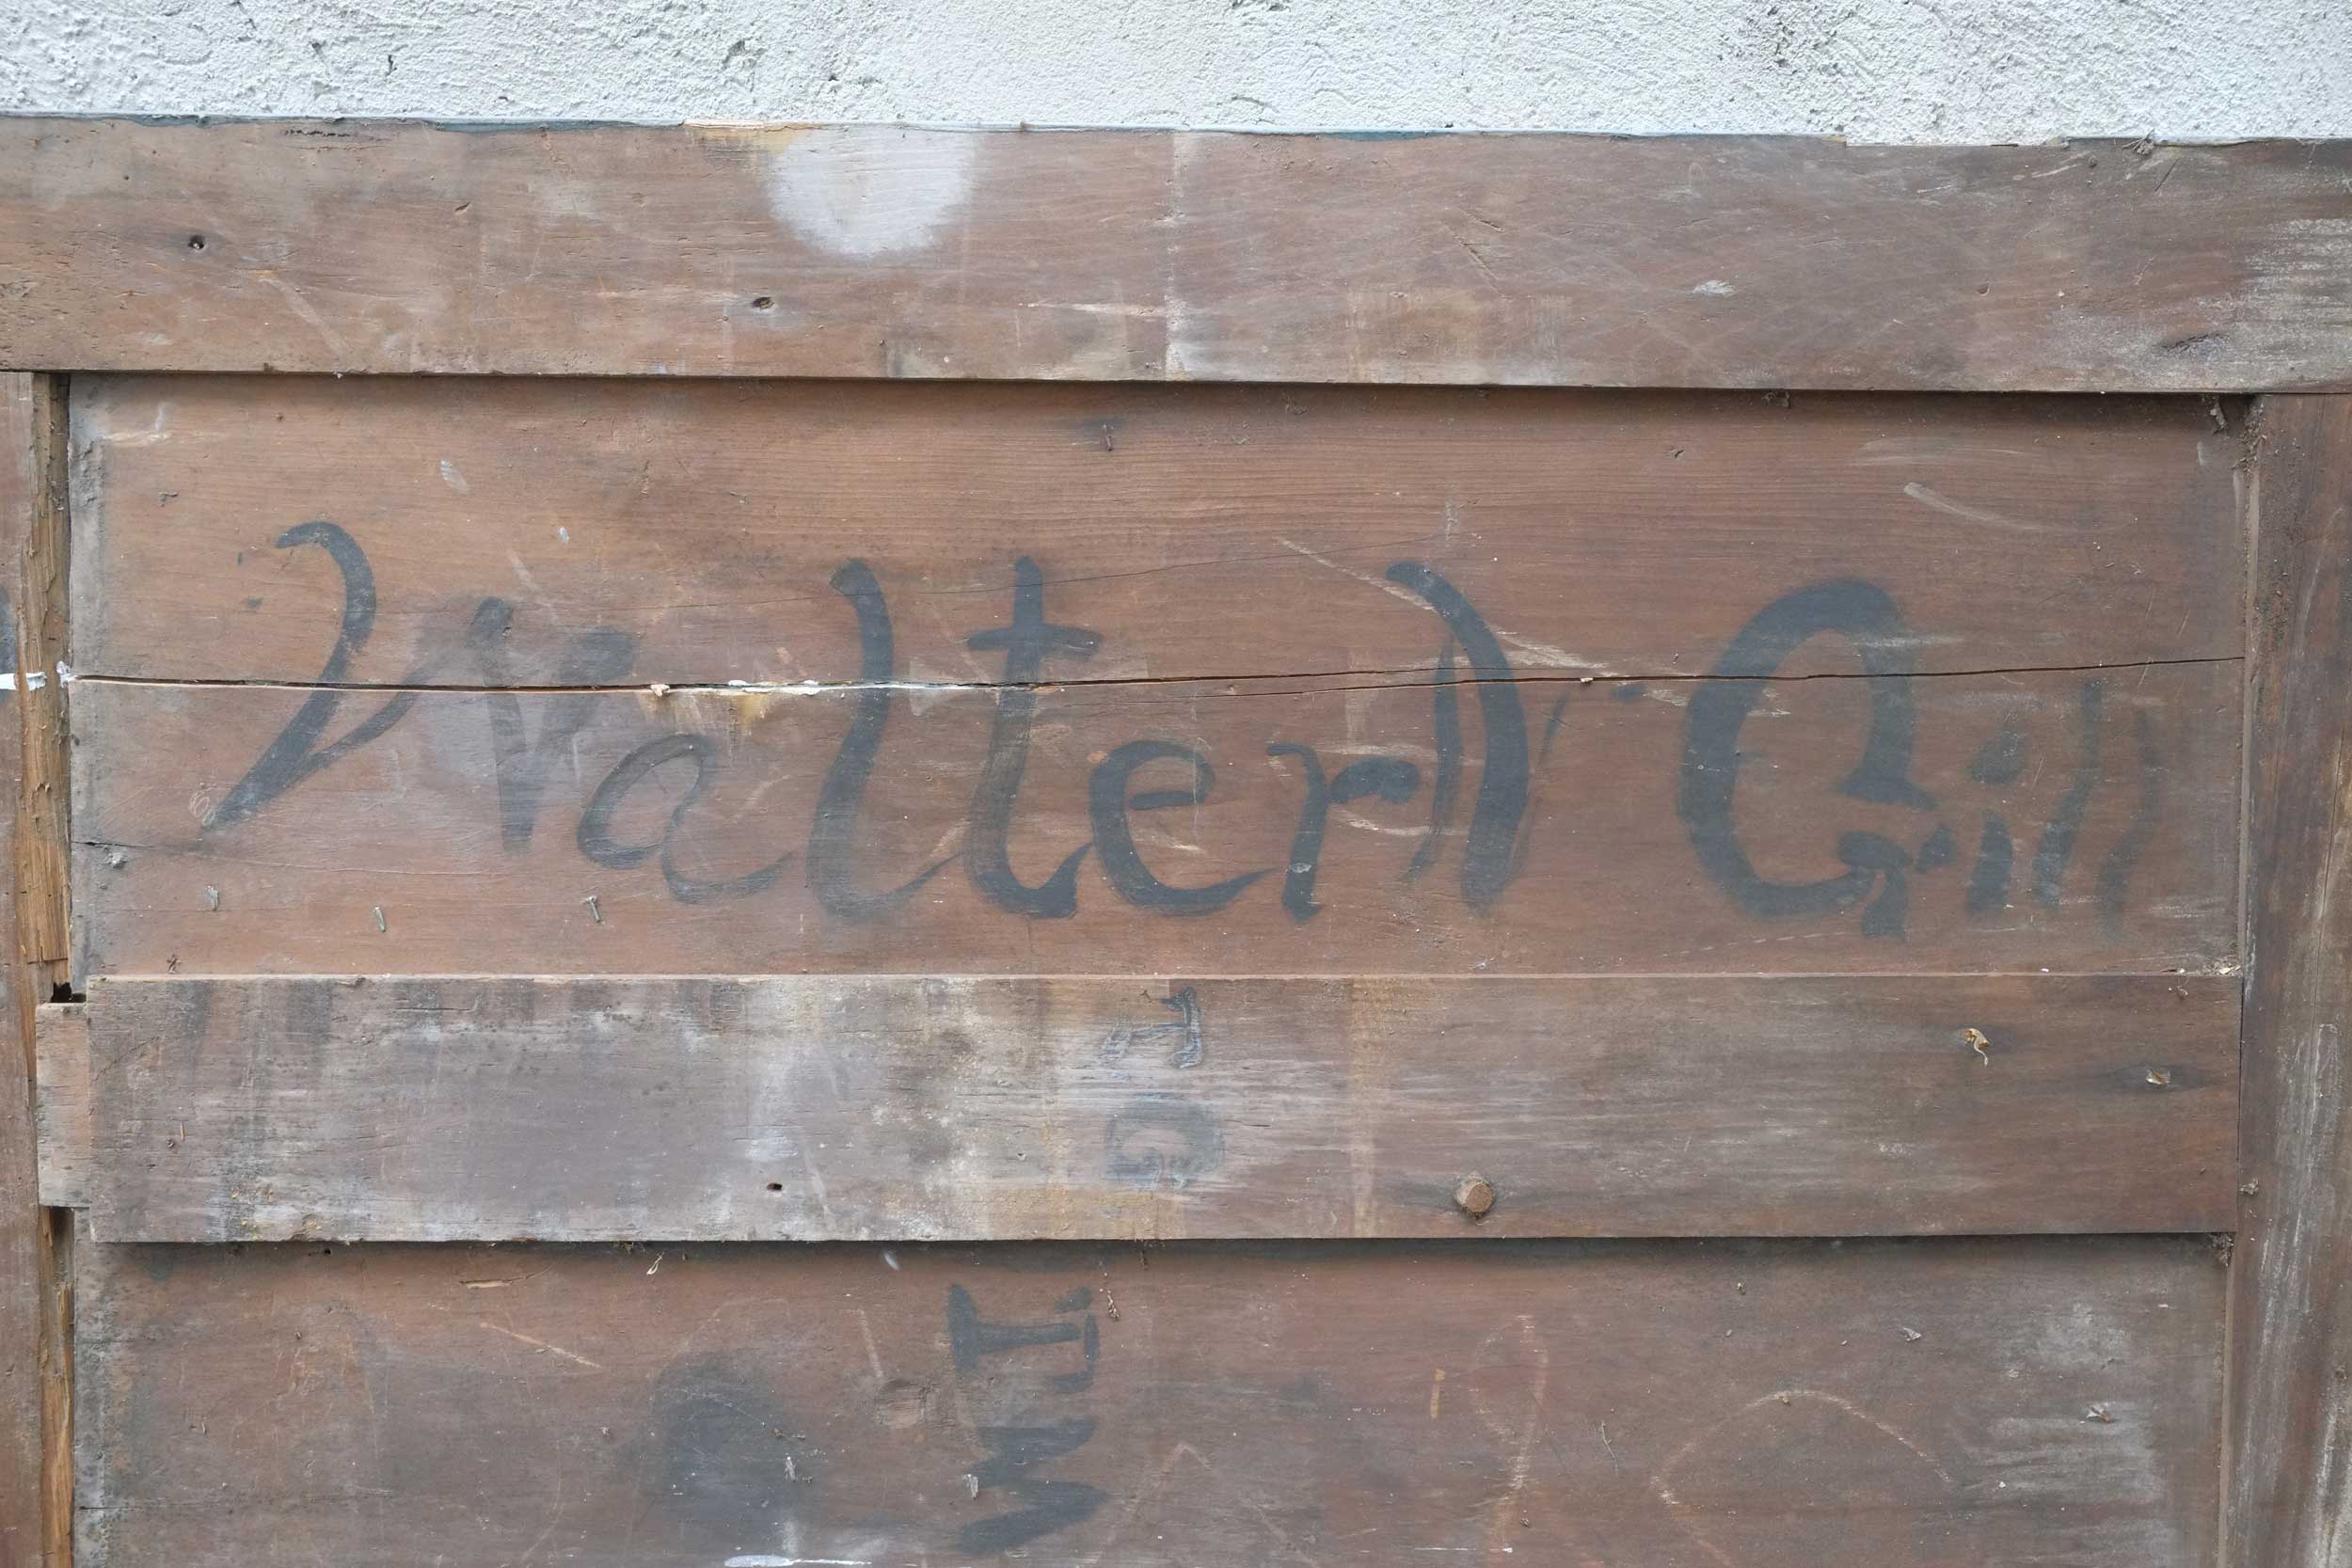 Walter N. Gill